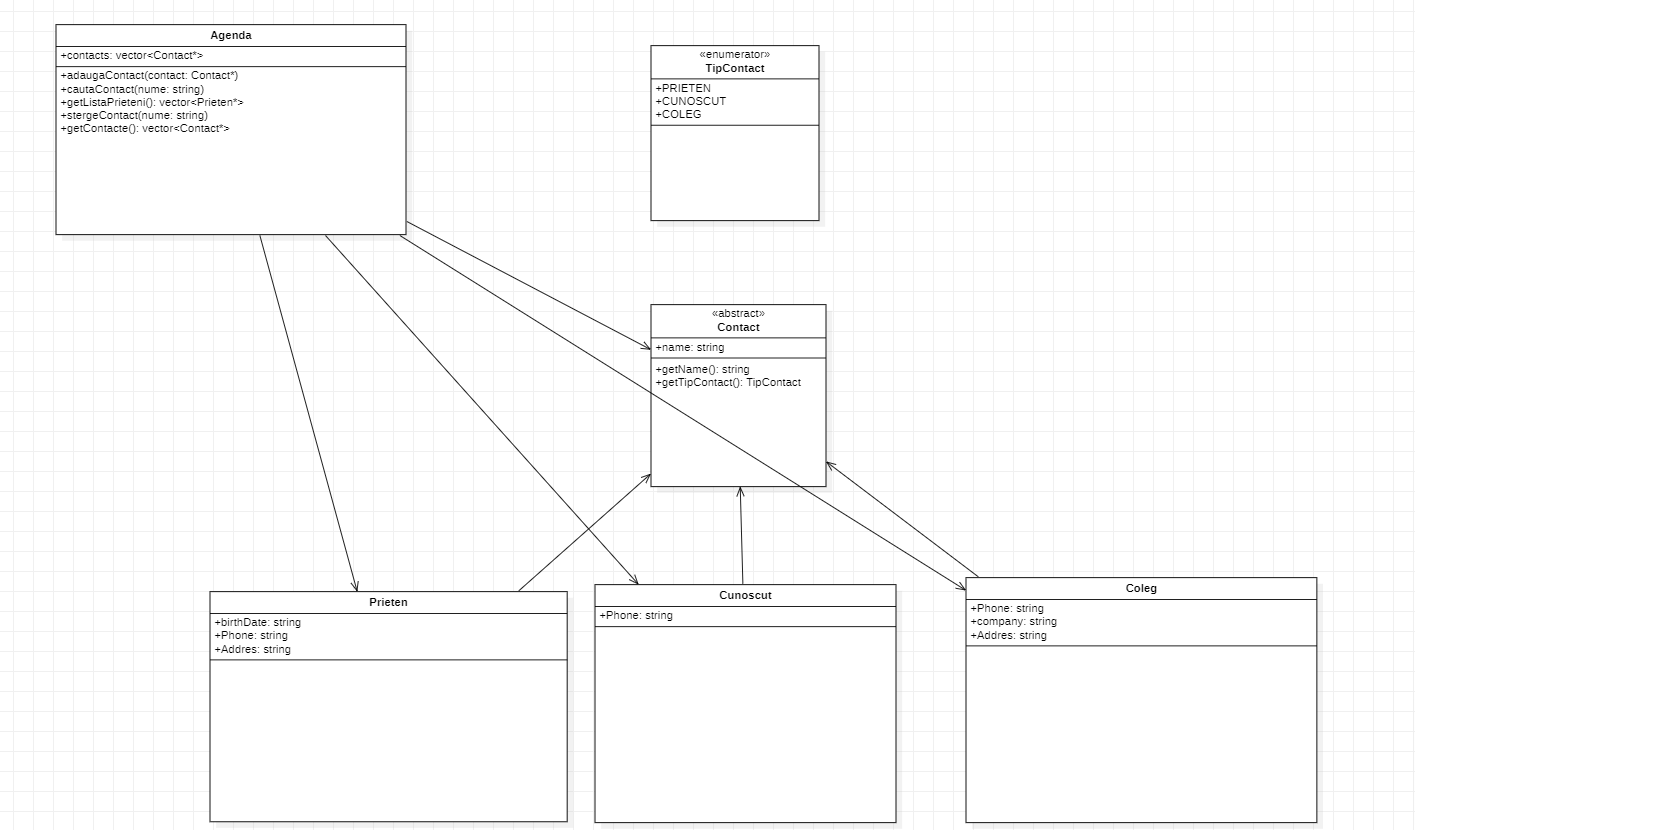 Agenda
+contacts: vector<Contact*>
+adaugaContact(contact: Contact*)
+cautaContact(nume: string)
+getListaPrieteni(): vector<Prieten*>
+stergeContact(nume: string)
+getContacte(): vector<Contact*>
«enumerator»
TipContact
+PRIETEN
+CUNOSCUT
+COLEG
«abstract»
Contact
+name: string
+getName(): string
+getTipContact(): TipContact
Prieten
+birthDate: string
+Phone: string
+Addres: string
Cunoscut
+Phone: string
Coleg
+Phone: string
+company: string
+Addres: string